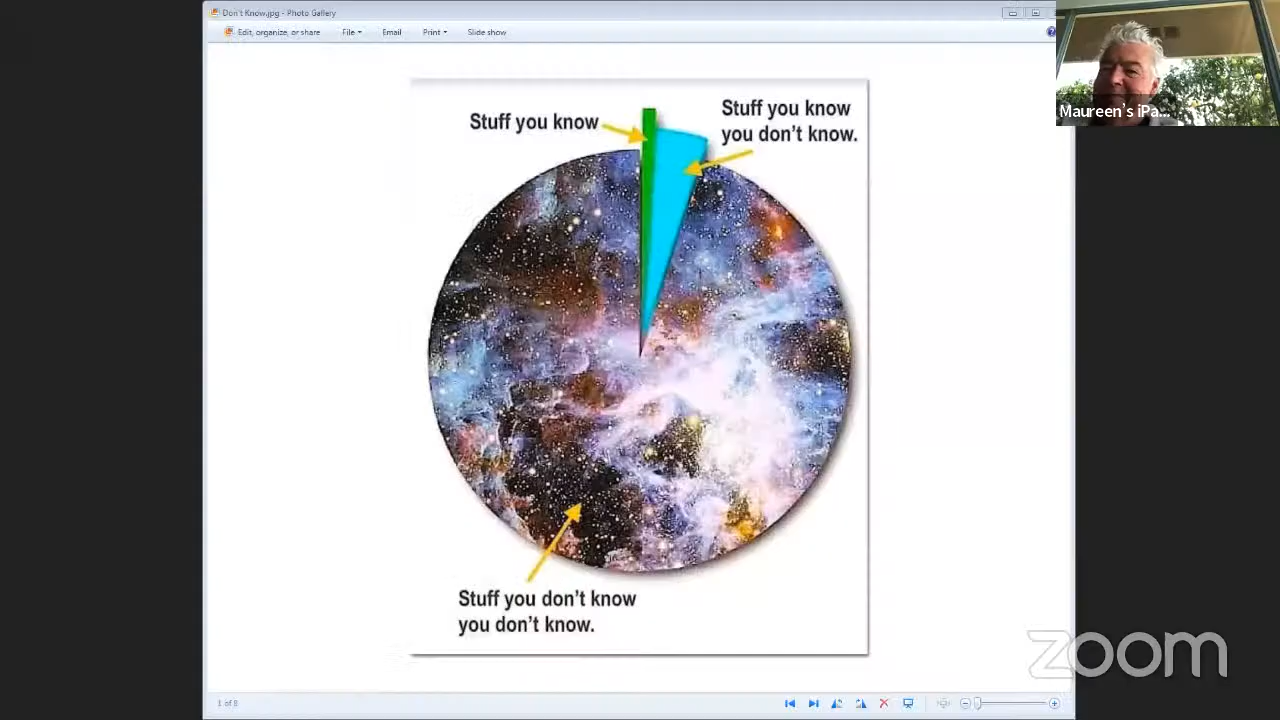 Don't Know.jpg - Photo Gallery
Edit, organize, or share File Email Print Slide show
Maureen's iPa...
Stuff you know
Stuff you know
you don't know.
Stuff you don't know
you don't know.
zoom
1 of 8